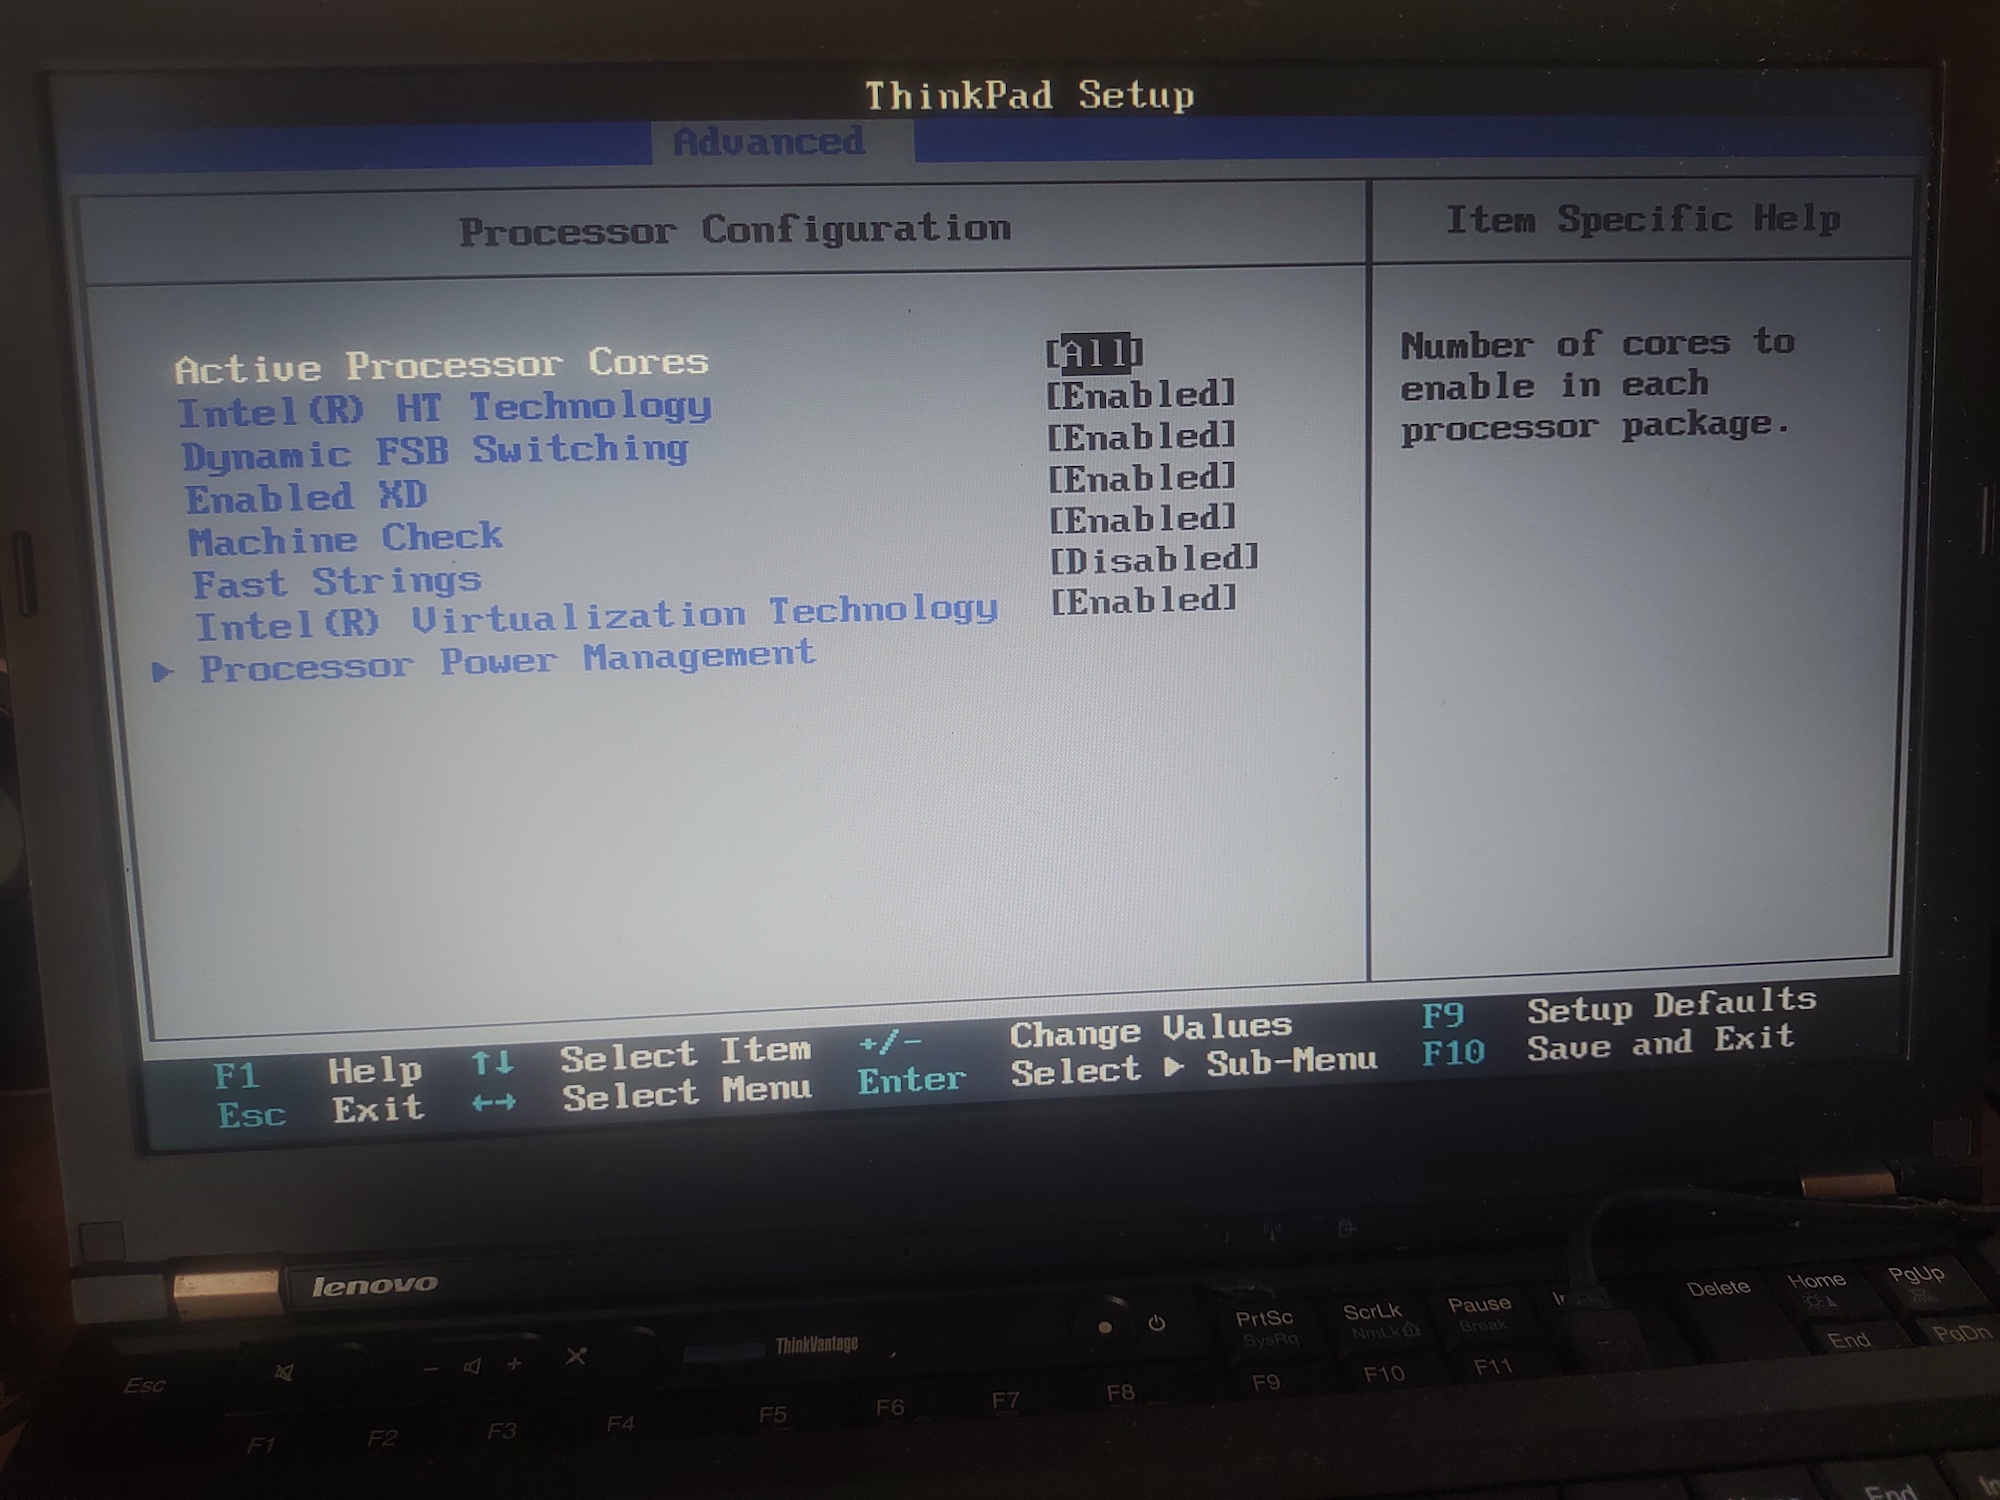 ThinkPad Setup
Advanced
Processor Configuration
Item Specific Help
Active Processor Cores [All]
Intel(R) HT Technology [Enabled]
Dynamic FSB Switching [Enabled]
Enabled XD [Enabled]
Machine Check [Enabled]
Fast Strings [Disabled]
Intel(R) Virtualization Technology [Enabled]
▶ Processor Power Management
Number of cores to
enable in each
processor package.
F1 Help ↑↓ Select Item +/- Change Values F9 Setup Defaults
Esc Exit ←→ Select Menu Enter Select ▶ Sub-Menu F10 Save and Exit
lenovo
ThinkVantage
PrtSc
SysRq
ScrLk
NmLk
Pause
Break
Delete
Home
PgUp
End
PgDn
Esc
- +
F1 F2 F3 F4 F5 F6 F7 F8 F9 F10 F11
End